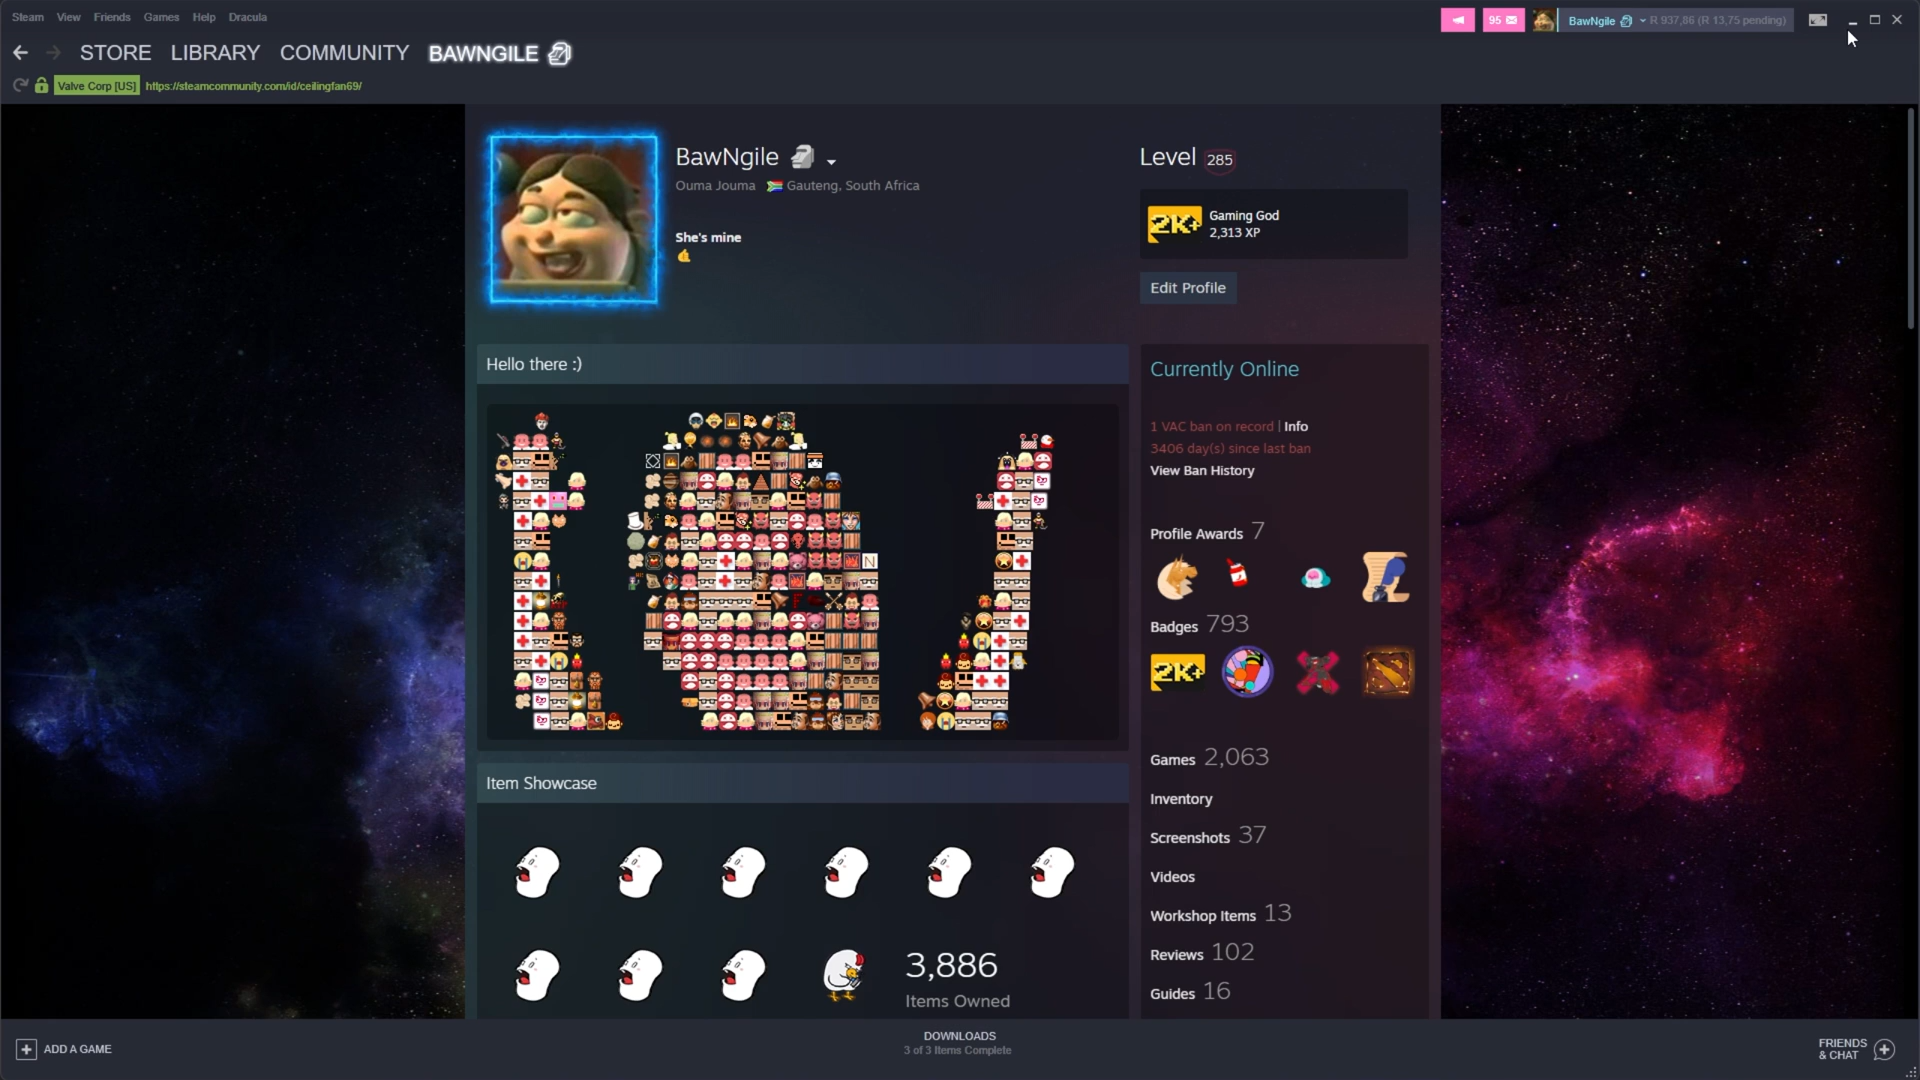 Steam View Friends Games Help Dracula
95
BawNgile
R 937,86 (R 13,75 pending)
STORE LIBRARY COMMUNITY BAWNGILE
Valve Corp [US] https://steamcommunity.com/id/ceilingfan69/
BawNgile
Ouma Jouma Gauteng, South Africa
She's mine
Level 285
2K+
Gaming God
2,313 XP
Edit Profile
Hello there :)
N
Currently Online
1 VAC ban on record | Info
3406 day(s) since last ban
View Ban History
Profile Awards 7
Badges 793
2K+
Games 2,063
Inventory
Screenshots 37
Videos
Workshop Items 13
Reviews 102
Guides 16
Item Showcase
3,886
Items Owned
ADD A GAME
DOWNLOADS
3 of 3 Items Complete
FRIENDS
& CHAT